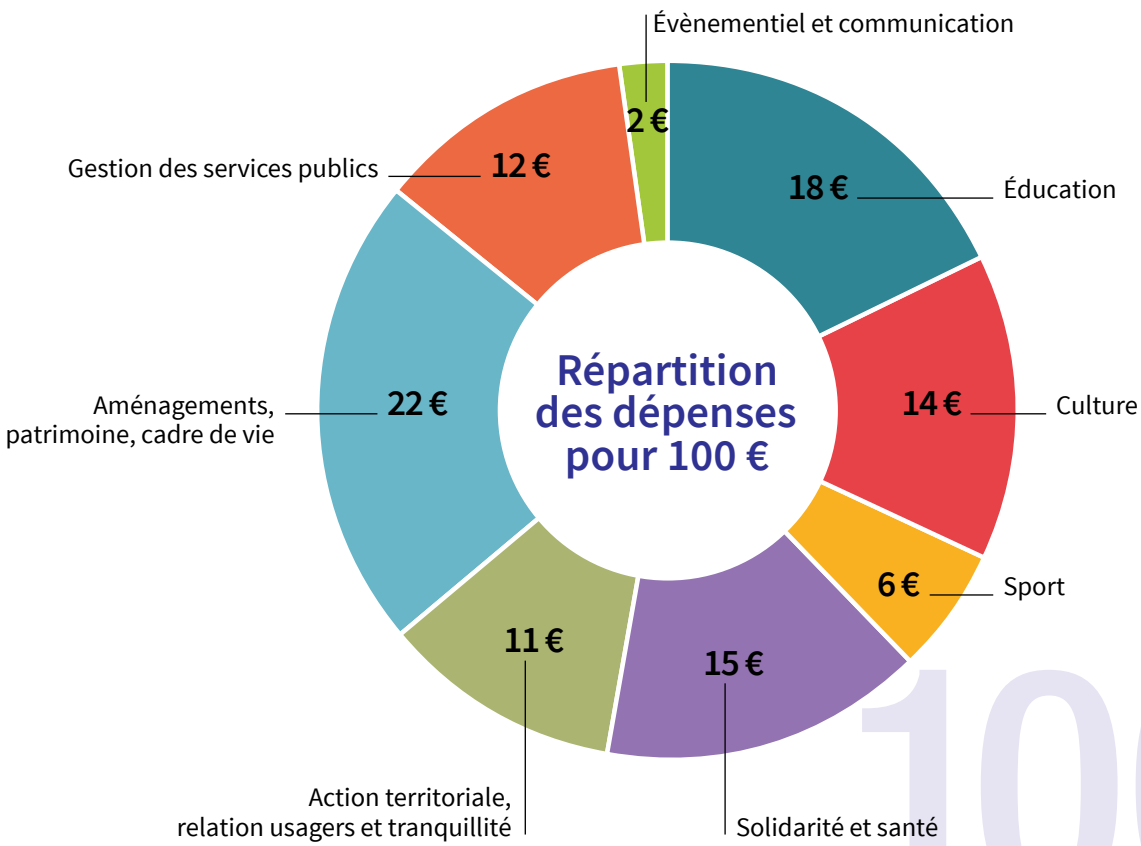 Évènementiel et communication
2 €
12 €
Gestion des services publics
18 €
Éducation
Répartition
des dépenses
pour 100 €
22 €
Aménagements,
patrimoine, cadre de vie
14 €
Culture
6 €
Sport
11 €
15 €
Action territoriale,
relation usagers et tranquillité
Solidarité et santé